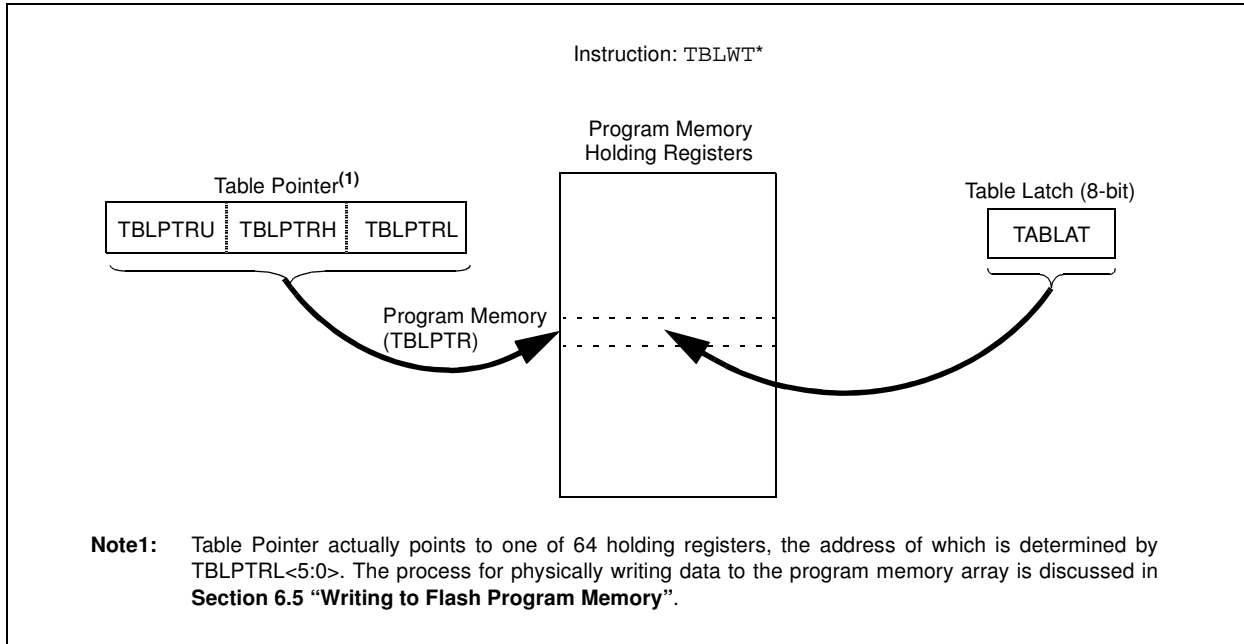 Instruction: TBLWT*
Program Memory
Holding Registers
Table Pointer(1)
Table Latch (8-bit)
TBLPTRU TBLPTRH TBLPTRL
TABLAT
Program Memory
(TBLPTR)
Note1: Table Pointer actually points to one of 64 holding registers, the address of which is determined by
TBLPTRL<5:0>. The process for physically writing data to the program memory array is discussed in
Section 6.5 “Writing to Flash Program Memory”.